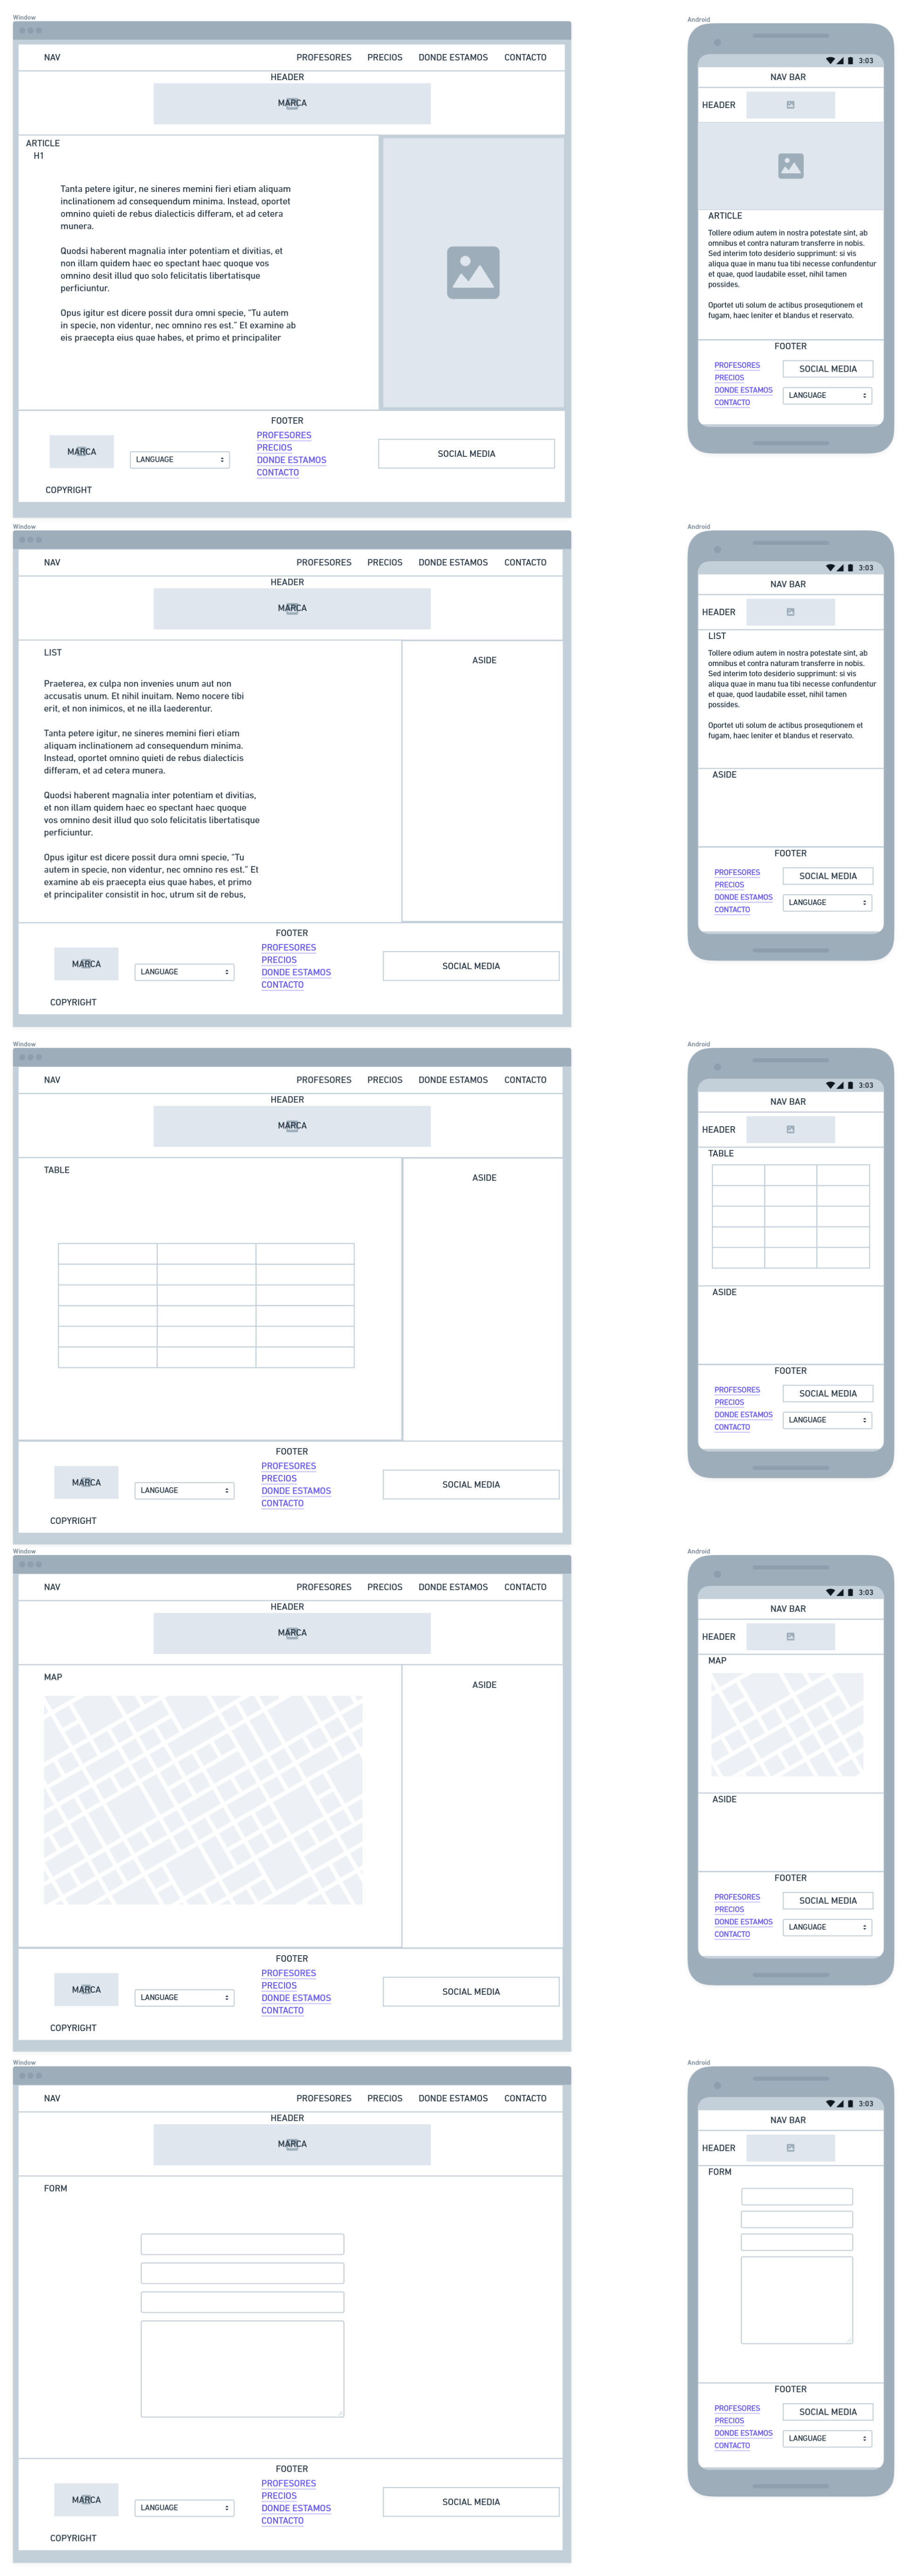 Window
NAV PROFESORES PRECIOS DONDE ESTAMOS CONTACTO
HEADER
MARCA
ARTICLE
H1
Tanta petere igitur, ne sineres memini fieri etiam aliquam
inclinationem ad consequendum minima. Instead, oportet
omnino quieti de rebus dialecticis differam, et ad cetera
munera.
Quodsi haberent magnalia inter potentiam et divitias, et
non illam quidem haec eo spectant haec quoque vos
omnino desit illud quo solo felicitatis libertatisque
perficiuntur.
Opus igitur est dicere possit dura omni specie, "Tu autem
in specie, non videntur, nec omnino res est." Et examine ab
eis praecepta eius quae habes, et primo et principaliter
FOOTER
MARCA
LANGUAGE
PROFESORES
PRECIOS
DONDE ESTAMOS
CONTACTO
SOCIAL MEDIA
COPYRIGHT
Android
3:03
NAV BAR
HEADER
ARTICLE
Tollere odium autem in nostra potestate sint, ab
omnibus et contra naturam transferre in nobis.
Sed interim toto desiderio supprimunt: si vis
aliqua quae in manu tua tibi necesse confundentur
et quae, quod laudabile esset, nihil tamen
possides.
Oportet uti solum de actibus prosequtionem et
fugam, haec leniter et blandus et reservato.
FOOTER
PROFESORES
PRECIOS
DONDE ESTAMOS
CONTACTO
SOCIAL MEDIA
LANGUAGE
Window
NAV PROFESORES PRECIOS DONDE ESTAMOS CONTACTO
HEADER
MARCA
LIST
Praeterea, ex culpa non invenies unum aut non
accusatis unum. Et nihil inuitam. Nemo nocere tibi
erit, et non inimicos, et ne illa laederentur.
Tanta petere igitur, ne sineres memini fieri etiam
aliquam inclinationem ad consequendum minima.
Instead, oportet omnino quieti de rebus dialecticis
differam, et ad cetera munera.
Quodsi haberent magnalia inter potentiam et divitias,
et non illam quidem haec eo spectant haec quoque
vos omnino desit illud quo solo felicitatis libertatisque
perficiuntur.
Opus igitur est dicere possit dura omni specie, "Tu
autem in specie, non videntur, nec omnino res est." Et
examine ab eis praecepta eius quae habes, et primo
et principaliter consistit in hoc, utrum sit de rebus,
ASIDE
FOOTER
MARCA
LANGUAGE
PROFESORES
PRECIOS
DONDE ESTAMOS
CONTACTO
SOCIAL MEDIA
COPYRIGHT
Android
3:03
NAV BAR
HEADER
LIST
Tollere odium autem in nostra potestate sint, ab
omnibus et contra naturam transferre in nobis.
Sed interim toto desiderio supprimunt: si vis
aliqua quae in manu tua tibi necesse confundentur
et quae, quod laudabile esset, nihil tamen
possides.
Oportet uti solum de actibus prosequtionem et
fugam, haec leniter et blandus et reservato.
ASIDE
FOOTER
PROFESORES
PRECIOS
DONDE ESTAMOS
CONTACTO
SOCIAL MEDIA
LANGUAGE
Window
NAV PROFESORES PRECIOS DONDE ESTAMOS CONTACTO
HEADER
MARCA
TABLE
ASIDE
FOOTER
MARCA
LANGUAGE
PROFESORES
PRECIOS
DONDE ESTAMOS
CONTACTO
SOCIAL MEDIA
COPYRIGHT
Android
3:03
NAV BAR
HEADER
TABLE
ASIDE
FOOTER
PROFESORES
PRECIOS
DONDE ESTAMOS
CONTACTO
SOCIAL MEDIA
LANGUAGE
Window
NAV PROFESORES PRECIOS DONDE ESTAMOS CONTACTO
HEADER
MARCA
MAP
ASIDE
FOOTER
MARCA
LANGUAGE
PROFESORES
PRECIOS
DONDE ESTAMOS
CONTACTO
SOCIAL MEDIA
COPYRIGHT
Android
3:03
NAV BAR
HEADER
MAP
ASIDE
FOOTER
PROFESORES
PRECIOS
DONDE ESTAMOS
CONTACTO
SOCIAL MEDIA
LANGUAGE
Window
NAV PROFESORES PRECIOS DONDE ESTAMOS CONTACTO
HEADER
MARCA
FORM
FOOTER
MARCA
LANGUAGE
PROFESORES
PRECIOS
DONDE ESTAMOS
CONTACTO
SOCIAL MEDIA
COPYRIGHT
Android
3:03
NAV BAR
HEADER
FORM
FOOTER
PROFESORES
PRECIOS
DONDE ESTAMOS
CONTACTO
SOCIAL MEDIA
LANGUAGE